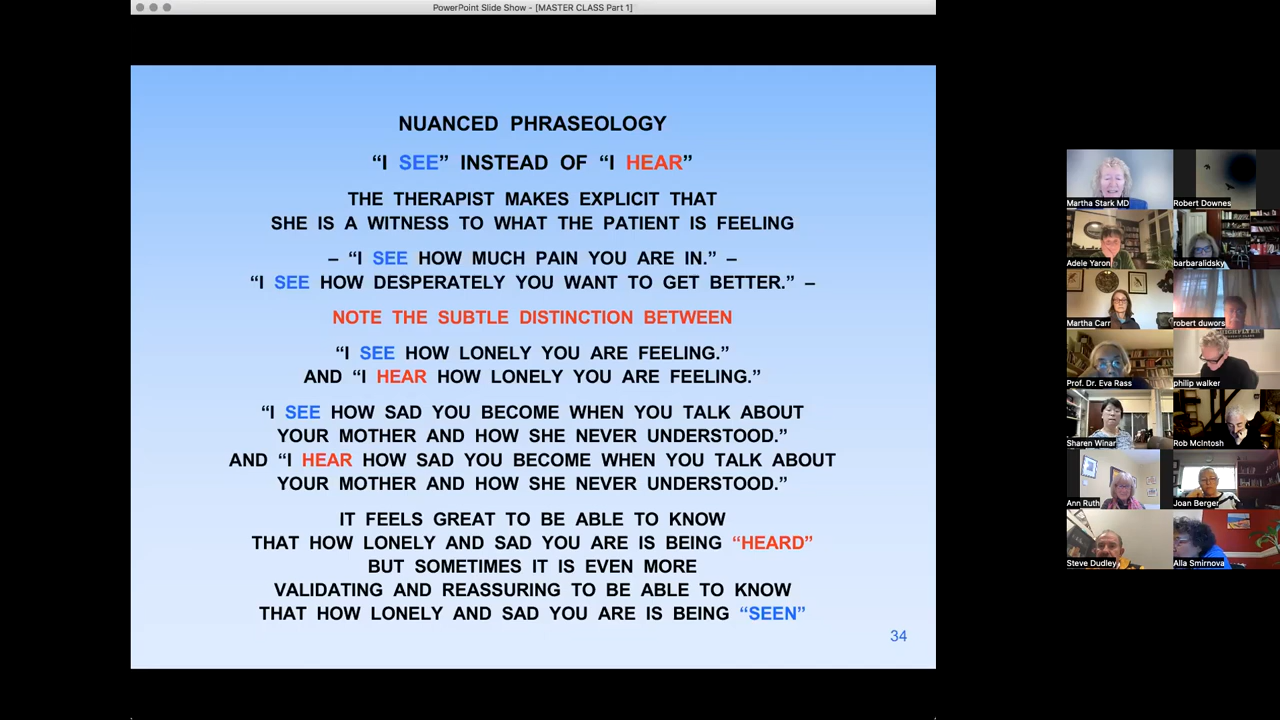 PowerPoint Slide Show - [MASTER CLASS Part 1]
NUANCED PHRASEOLOGY
“I SEE” INSTEAD OF “I HEAR”
THE THERAPIST MAKES EXPLICIT THAT
SHE IS A WITNESS TO WHAT THE PATIENT IS FEELING
– “I SEE HOW MUCH PAIN YOU ARE IN.” –
“I SEE HOW DESPERATELY YOU WANT TO GET BETTER.” –
NOTE THE SUBTLE DISTINCTION BETWEEN
“I SEE HOW LONELY YOU ARE FEELING.”
AND “I HEAR HOW LONELY YOU ARE FEELING.”
“I SEE HOW SAD YOU BECOME WHEN YOU TALK ABOUT
YOUR MOTHER AND HOW SHE NEVER UNDERSTOOD.”
AND “I HEAR HOW SAD YOU BECOME WHEN YOU TALK ABOUT
YOUR MOTHER AND HOW SHE NEVER UNDERSTOOD.”
IT FEELS GREAT TO BE ABLE TO KNOW
THAT HOW LONELY AND SAD YOU ARE IS BEING “HEARD”
BUT SOMETIMES IT IS EVEN MORE
VALIDATING AND REASSURING TO BE ABLE TO KNOW
THAT HOW LONELY AND SAD YOU ARE IS BEING “SEEN”
34
Martha Stark MD
Robert Downes
Adele Yaron
barbaralidsky
Martha Carr
robert duwors
Prof. Dr. Eva Rass
philip walker
Sharen Winar
Rob McIntosh
Ann Ruth
Joan Berger
Steve Dudley
Alla Smirnova